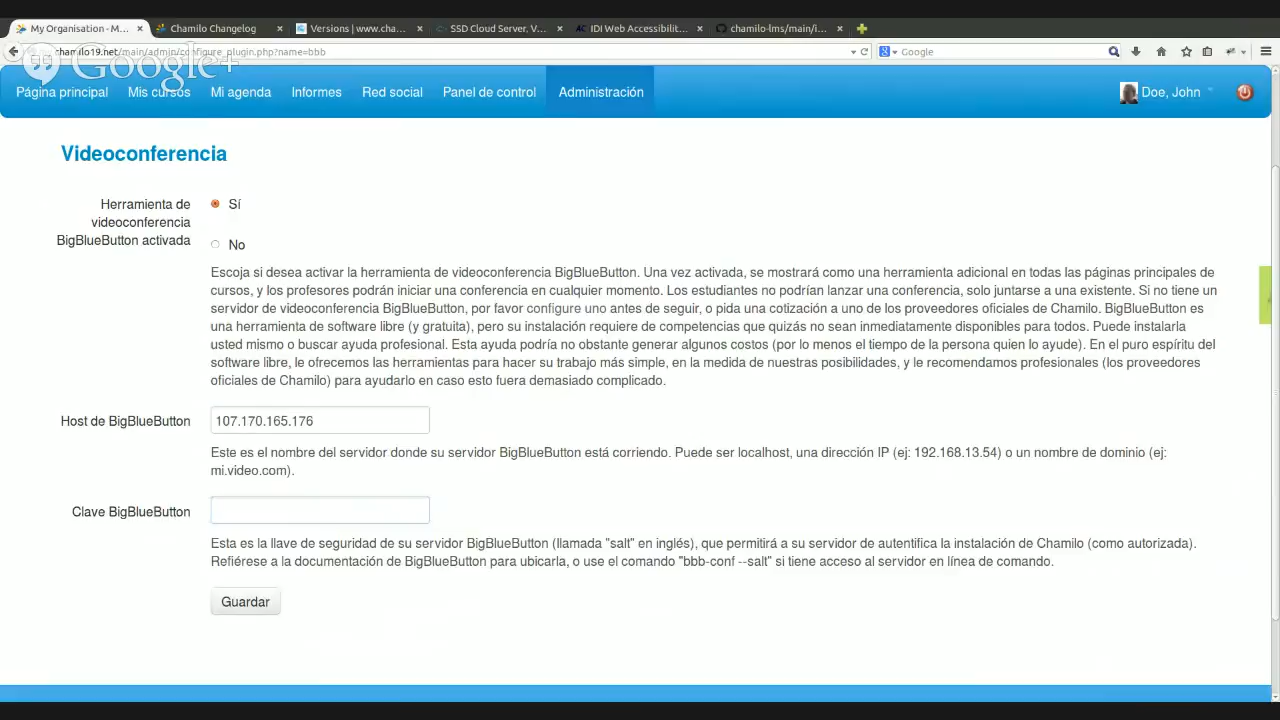 My Organisation - M...
Chamilo Changelog
Versions | www.cha...
SSD Cloud Server, V...
IDI Web Accessibilit...
chamilo-lms/main/i...
chamilo19.net/main/admin/configure_plugin.php?name=bbb
Google
Google+
Página principal
Mis cursos
Mi agenda
Informes
Red social
Panel de control
Administración
Doe, John
Videoconferencia
Herramienta de
videoconferencia
BigBlueButton activada
Sí
No
Escoja si desea activar la herramienta de videoconferencia BigBlueButton. Una vez activada, se mostrará como una herramienta adicional en todas las páginas principales de
cursos, y los profesores podrán iniciar una conferencia en cualquier momento. Los estudiantes no podrían lanzar una conferencia, solo juntarse a una existente. Si no tiene un
servidor de videoconferencia BigBlueButton, por favor configure uno antes de seguir, o pida una cotización a uno de los proveedores oficiales de Chamilo. BigBlueButton es
una herramienta de software libre (y gratuita), pero su instalación requiere de competencias que quizás no sean inmediatamente disponibles para todos. Puede instalarla
usted mismo o buscar ayuda profesional. Esta ayuda podría no obstante generar algunos costos (por lo menos el tiempo de la persona quien lo ayude). En el puro espíritu del
software libre, le ofrecemos las herramientas para hacer su trabajo más simple, en la medida de nuestras posibilidades, y le recomendamos profesionales (los proveedores
oficiales de Chamilo) para ayudarlo en caso esto fuera demasiado complicado.
Host de BigBlueButton
107.170.165.176
Este es el nombre del servidor donde su servidor BigBlueButton está corriendo. Puede ser localhost, una dirección IP (ej: 192.168.13.54) o un nombre de dominio (ej:
mi.video.com).
Clave BigBlueButton
Esta es la llave de seguridad de su servidor BigBlueButton (llamada "salt" en inglés), que permitirá a su servidor de autentifica la instalación de Chamilo (como autorizada).
Refiérese a la documentación de BigBlueButton para ubicarla, o use el comando "bbb-conf --salt" si tiene acceso al servidor en línea de comando.
Guardar